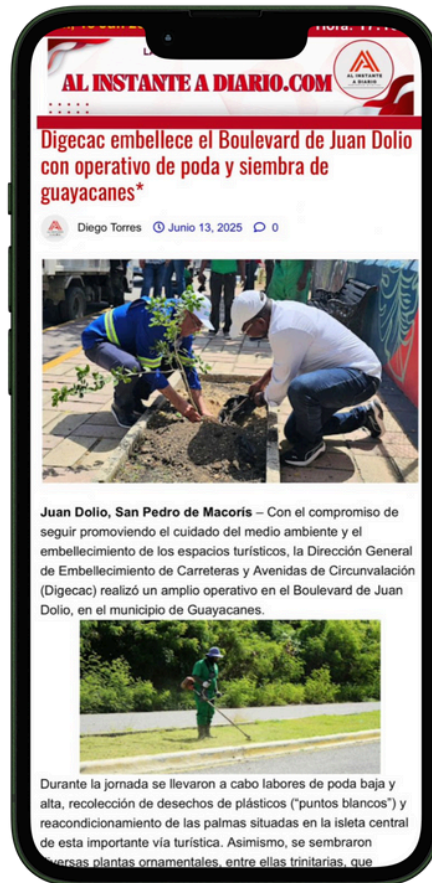 AL INSTANTE A DIARIO.COM
AL INSTANTE
A DIARIO
Digecac embellece el Boulevard de Juan Dolio
con operativo de poda y siembra de
guayacanes*
Diego Torres Junio 13, 2025 0
Juan Dolio, San Pedro de Macorís – Con el compromiso de
seguir promoviendo el cuidado del medio ambiente y el
embellecimiento de los espacios turísticos, la Dirección General
de Embellecimiento de Carreteras y Avenidas de Circunvalación
(Digecac) realizó un amplio operativo en el Boulevard de Juan
Dolio, en el municipio de Guayacanes.
Durante la jornada se llevaron a cabo labores de poda baja y
alta, recolección de desechos de plásticos (“puntos blancos”) y
reacondicionamiento de las palmas situadas en la isleta central
de esta importante vía turística. Asimismo, se sembraron
diversas plantas ornamentales, entre ellas trinitarias, que